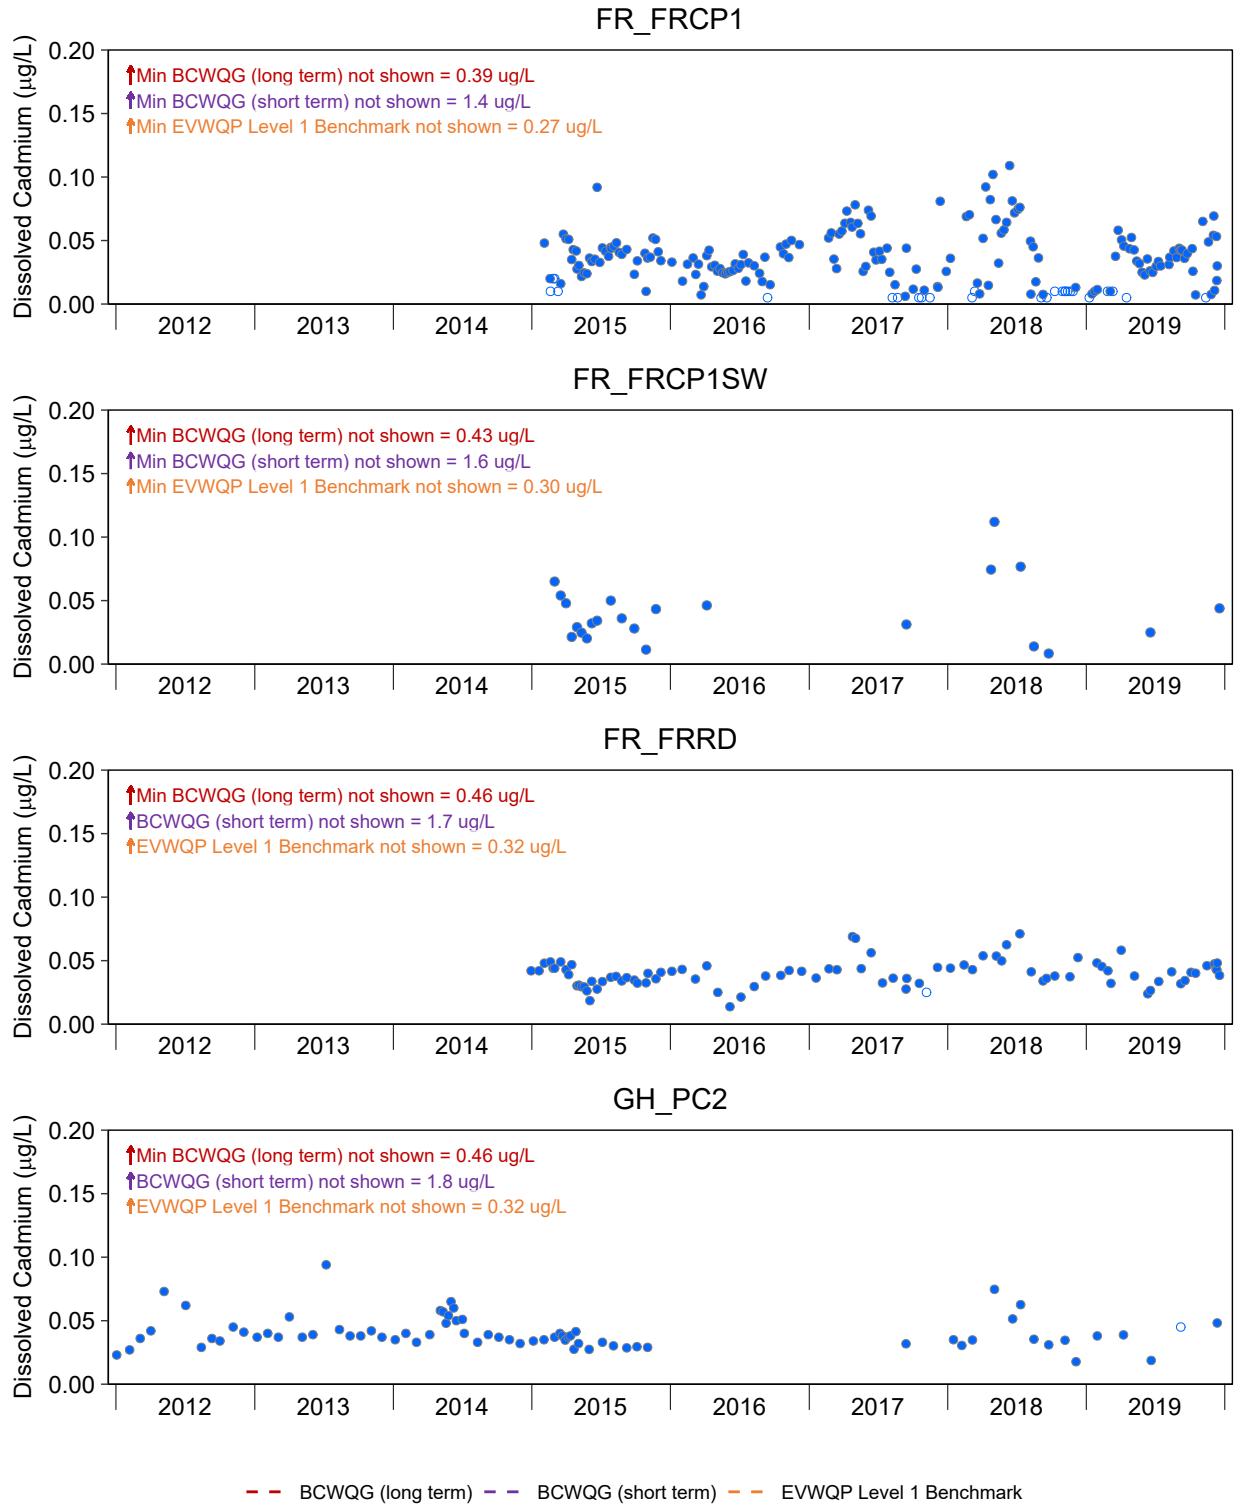 FR_FRCP1
Dissolved Cadmium (µg/L)
0.20
0.15
0.10
0.05
0.00
Min BCWQG (long term) not shown = 0.39 ug/L
Min BCWQG (short term) not shown = 1.4 ug/L
Min EVWQP Level 1 Benchmark not shown = 0.27 ug/L
2012 2013 2014 2015 2016 2017 2018 2019
FR_FRCP1SW
Dissolved Cadmium (µg/L)
0.20
0.15
0.10
0.05
0.00
Min BCWQG (long term) not shown = 0.43 ug/L
Min BCWQG (short term) not shown = 1.6 ug/L
Min EVWQP Level 1 Benchmark not shown = 0.30 ug/L
2012 2013 2014 2015 2016 2017 2018 2019
FR_FRRD
Dissolved Cadmium (µg/L)
0.20
0.15
0.10
0.05
0.00
Min BCWQG (long term) not shown = 0.46 ug/L
BCWQG (short term) not shown = 1.7 ug/L
EVWQP Level 1 Benchmark not shown = 0.32 ug/L
2012 2013 2014 2015 2016 2017 2018 2019
GH_PC2
Dissolved Cadmium (µg/L)
0.20
0.15
0.10
0.05
0.00
Min BCWQG (long term) not shown = 0.46 ug/L
BCWQG (short term) not shown = 1.8 ug/L
EVWQP Level 1 Benchmark not shown = 0.32 ug/L
2012 2013 2014 2015 2016 2017 2018 2019
BCWQG (long term) BCWQG (short term) EVWQP Level 1 Benchmark